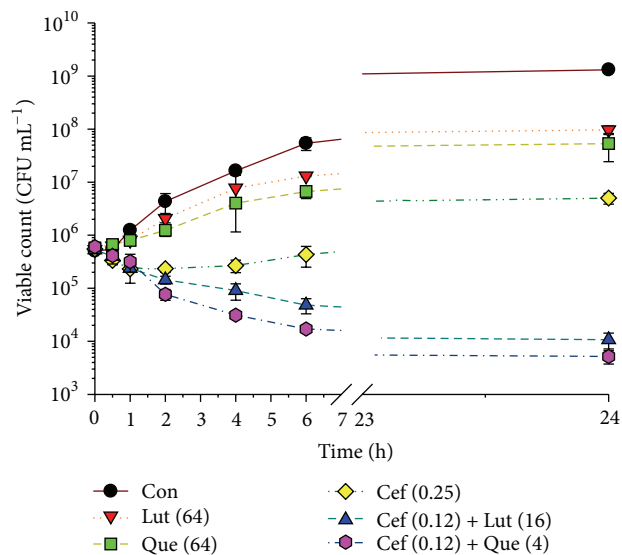 10^10
10^9
10^8
10^7
10^6
10^5
10^4
10^3
Viable count (CFU mL^−1)
0 1 2 3 4 5 6 7 23 24
Time (h)
Con
Lut (64)
Que (64)
Cef (0.25)
Cef (0.12) + Lut (16)
Cef (0.12) + Que (4)